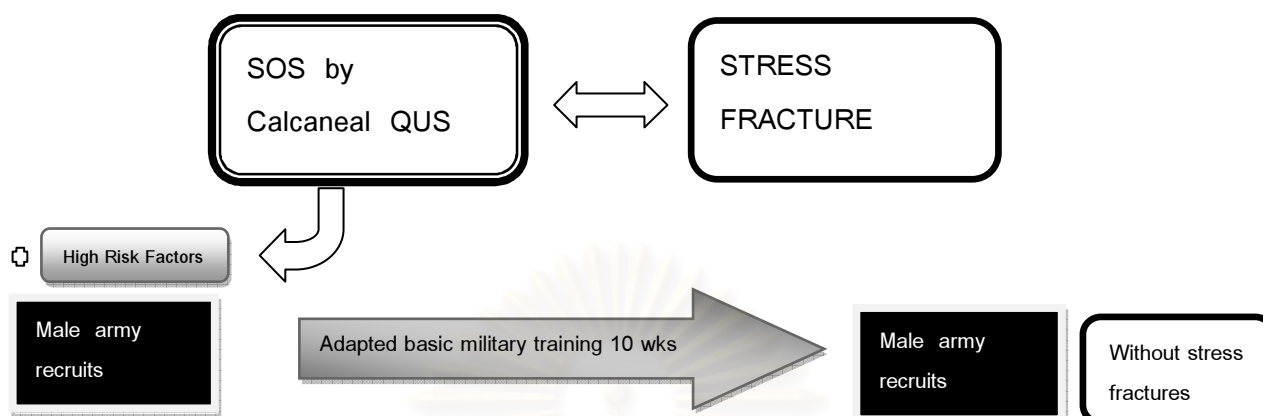 SOS by
Calcaneal QUS
STRESS
FRACTURE
High Risk Factors
Male army
recruits
Adapted basic military training 10 wks
Male army
recruits
Without stress
fractures